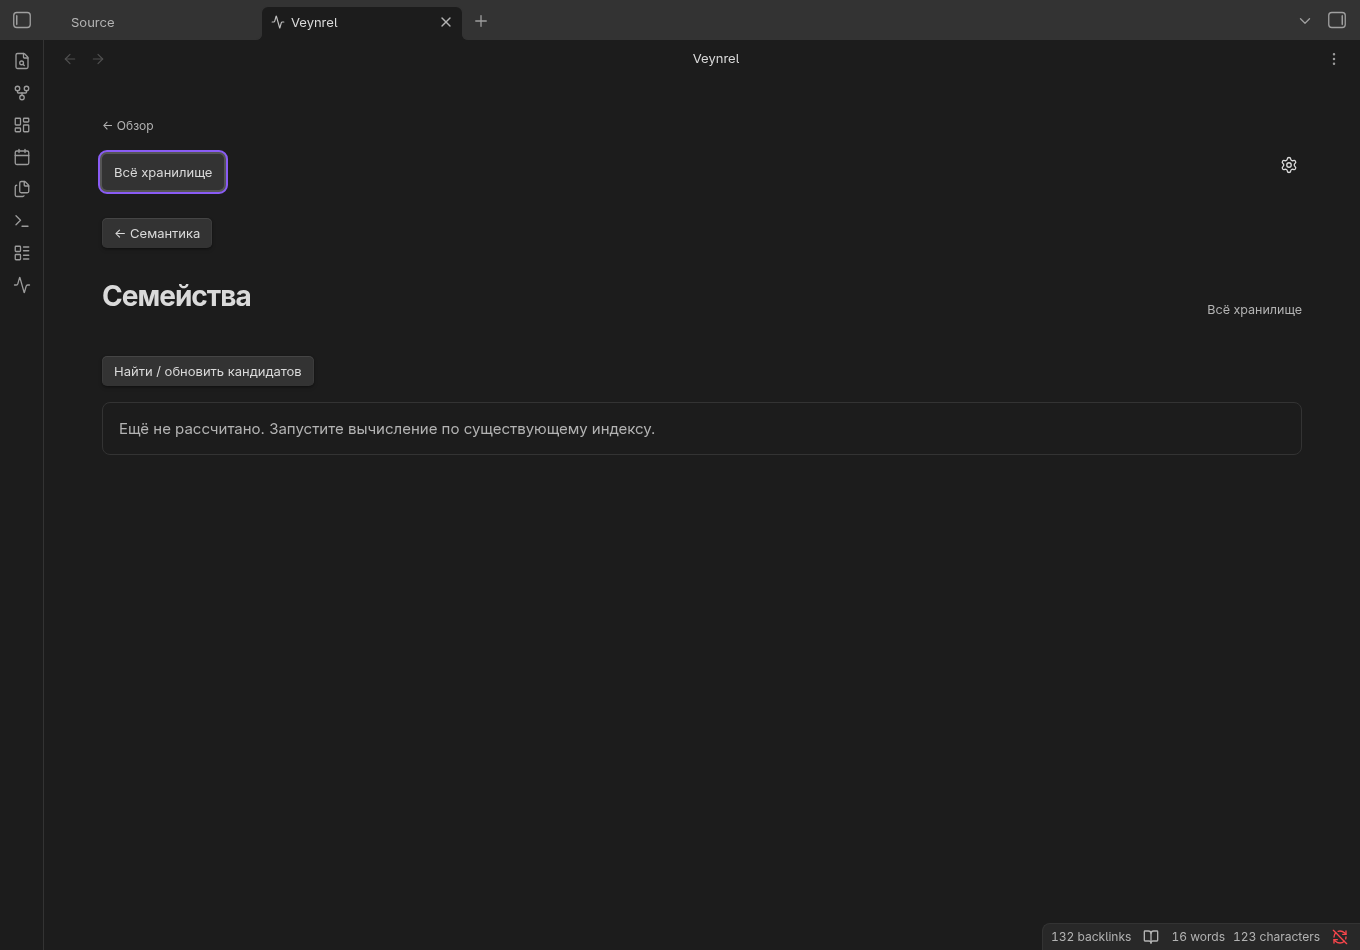 Source
Veynrel
Veynrel
← Обзор
Всё хранилище
← Семантика
Семейства
Всё хранилище
Найти / обновить кандидатов
Ещё не рассчитано. Запустите вычисление по существующему индексу.
132 backlinks 16 words 123 characters